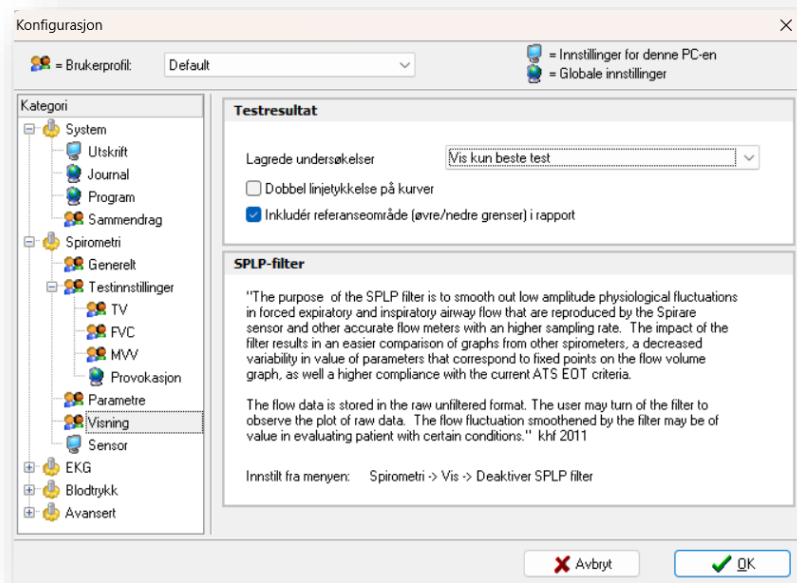 Konfigurasjon
= Brukerprofil:
Default
= Innstillinger for denne PC-en
= Globale innstillinger
Kategori
System
Utskrift
Journal
Program
Sammendrag
Spirometri
Generelt
Testinnstillinger
TV
FVC
MVV
Provokasjon
Parametre
Visning
Sensor
EKG
Blodtrykk
Avansert
Testresultat
Lagrede undersøkelser
Vis kun beste test
Dobbel linjetykkelse på kurver
Inkludér referanseområde (øvre/nedre grenser) i rapport
SPLP-filter
"The purpose of the SPLP filter is to smooth out low amplitude physiological fluctuations
in forced expiratory and inspiratory airway flow that are reproduced by the Spirare
sensor and other accurate flow meters with an higher sampling rate. The impact of the
filter results in an easier comparison of graphs from other spirometers, a decreased
variability in value of parameters that correspond to fixed points on the flow volume
graph, as well a higher compliance with the current ATS EOT criteria.
The flow data is stored in the raw unfiltered format. The user may turn of the filter to
observe the plot of raw data. The flow fluctuation smoothened by the filter may be of
value in evaluating patient with certain conditions." khf 2011
Innstilt fra menyen: Spirometri -> Vis -> Deaktiver SPLP filter
Avbryt
OK